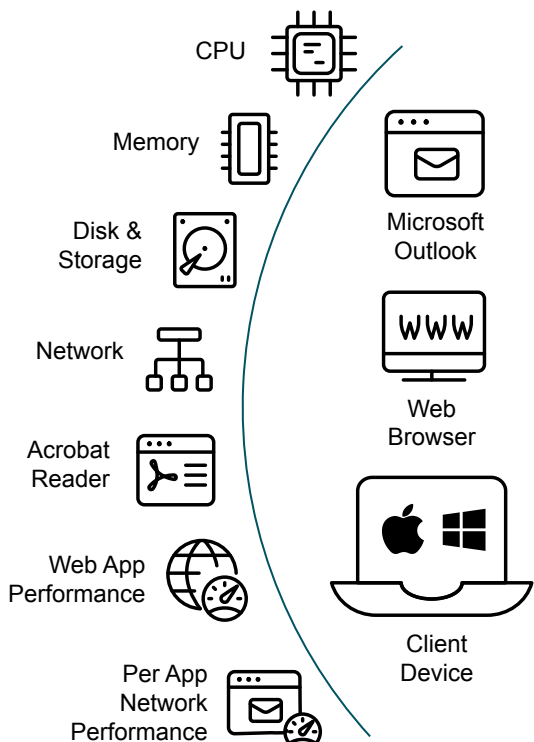 CPU
Memory
Disk &
Storage
Network
Acrobat
Reader
Web App
Performance
Per App
Network
Performance
Microsoft
Outlook
WWW
Web
Browser
Client
Device